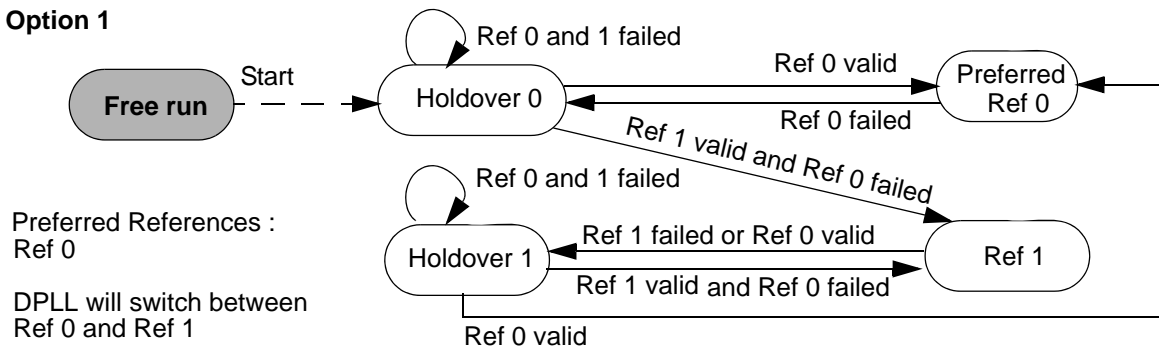 Option 1
Ref 0 and 1 failed
Start
Free run
Holdover 0
Ref 0 valid
Ref 0 failed
Preferred
Ref 0
Ref 1 valid and Ref 0 failed
Ref 0 and 1 failed
Preferred References :
Ref 0
Holdover 1
Ref 1 failed or Ref 0 valid
Ref 1 valid and Ref 0 failed
Ref 1
DPLL will switch between
Ref 0 and Ref 1
Ref 0 valid